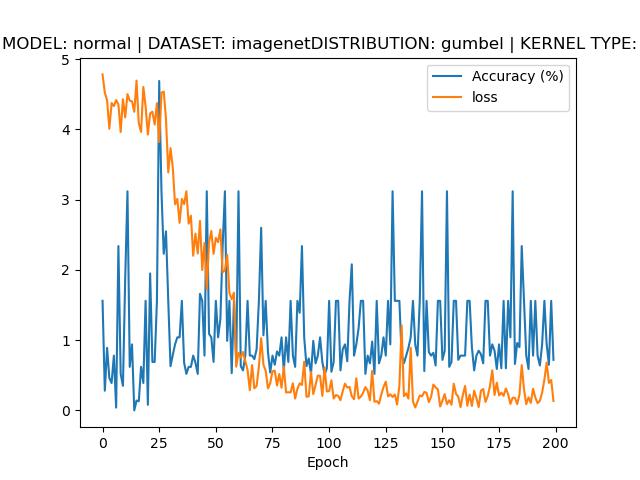 MODEL: normal | DATASET: imagenetDISTRIBUTION: gumbel | KERNEL TYPE:
Accuracy (%)
loss
5
4
3
2
1
0
0 25 50 75 100 125 150 175 200
Epoch